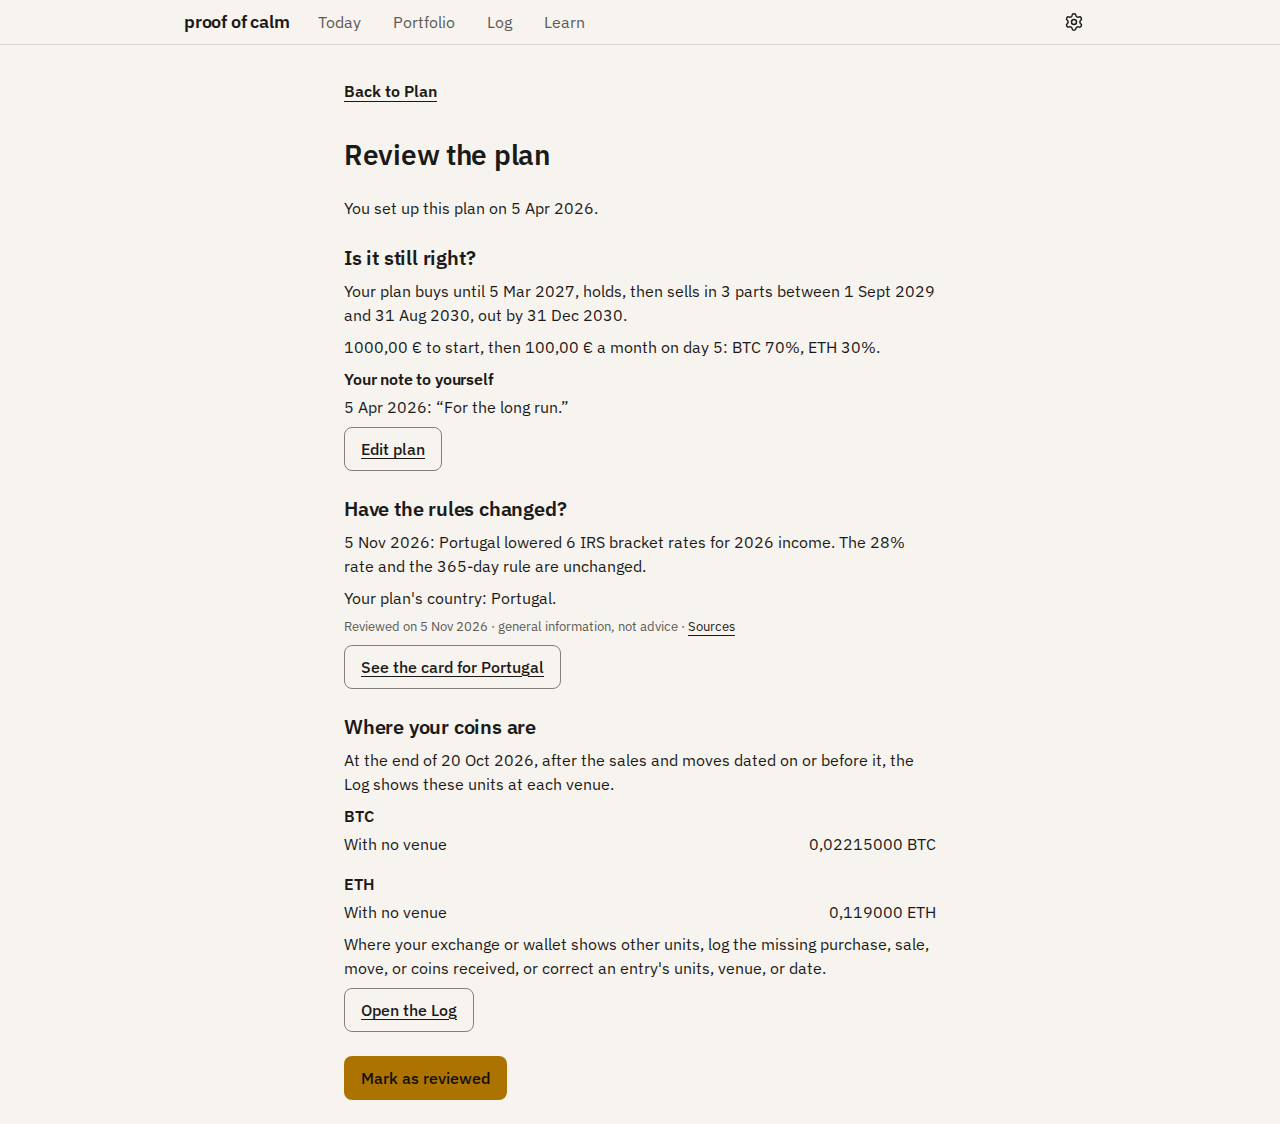 proof of calm Today Portfolio Log Learn
Back to Plan
Review the plan
You set up this plan on 5 Apr 2026.
Is it still right?
Your plan buys until 5 Mar 2027, holds, then sells in 3 parts between 1 Sept 2029
and 31 Aug 2030, out by 31 Dec 2030.
1000,00 € to start, then 100,00 € a month on day 5: BTC 70%, ETH 30%.
Your note to yourself
5 Apr 2026: “For the long run.”
Edit plan
Have the rules changed?
5 Nov 2026: Portugal lowered 6 IRS bracket rates for 2026 income. The 28%
rate and the 365-day rule are unchanged.
Your plan's country: Portugal.
Reviewed on 5 Nov 2026 · general information, not advice · Sources
See the card for Portugal
Where your coins are
At the end of 20 Oct 2026, after the sales and moves dated on or before it, the
Log shows these units at each venue.
BTC
With no venue 0,02215000 BTC
ETH
With no venue 0,119000 ETH
Where your exchange or wallet shows other units, log the missing purchase, sale,
move, or coins received, or correct an entry's units, venue, or date.
Open the Log
Mark as reviewed